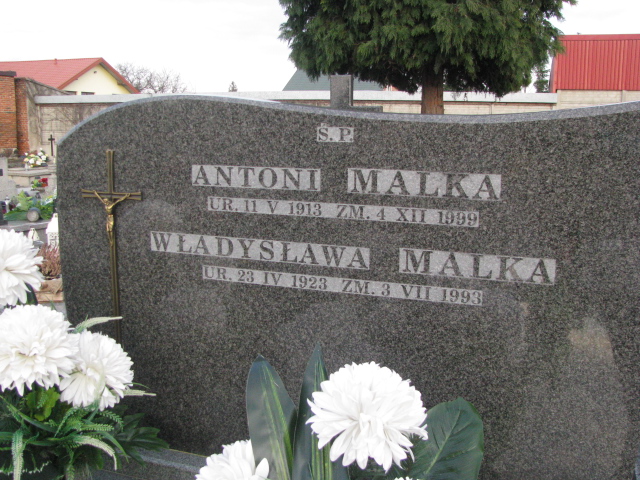 Ś.P.
ANTONI MALKA
UR. 11 V 1913 ZM. 4 XII 1999
WŁADYSŁAWA MALKA
UR. 23 IV 1923 ZM. 3 VII 1993